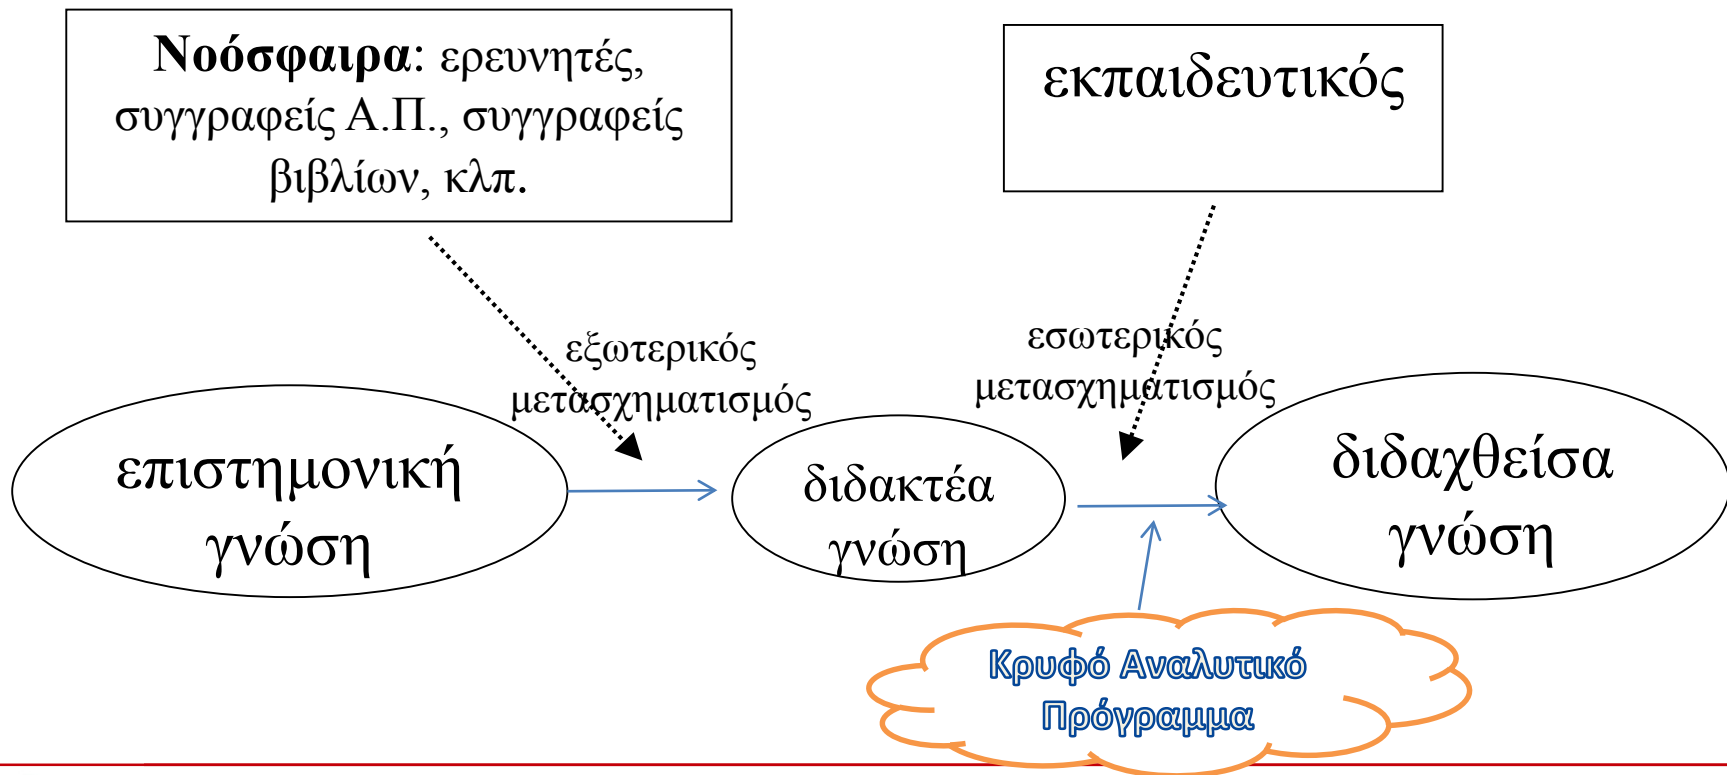 Νοόσφαιρα: ερευνητές,
συγγραφείς Α.Π., συγγραφείς
βιβλίων, κλπ.
εκπαιδευτικός
εξωτερικός
μετασχηματισμός
εσωτερικός
μετασχηματισμός
επιστημονική
γνώση
διδακτέα
γνώση
διδαχθείσα
γνώση
Κρυφό Αναλυτικό
Πρόγραμμα